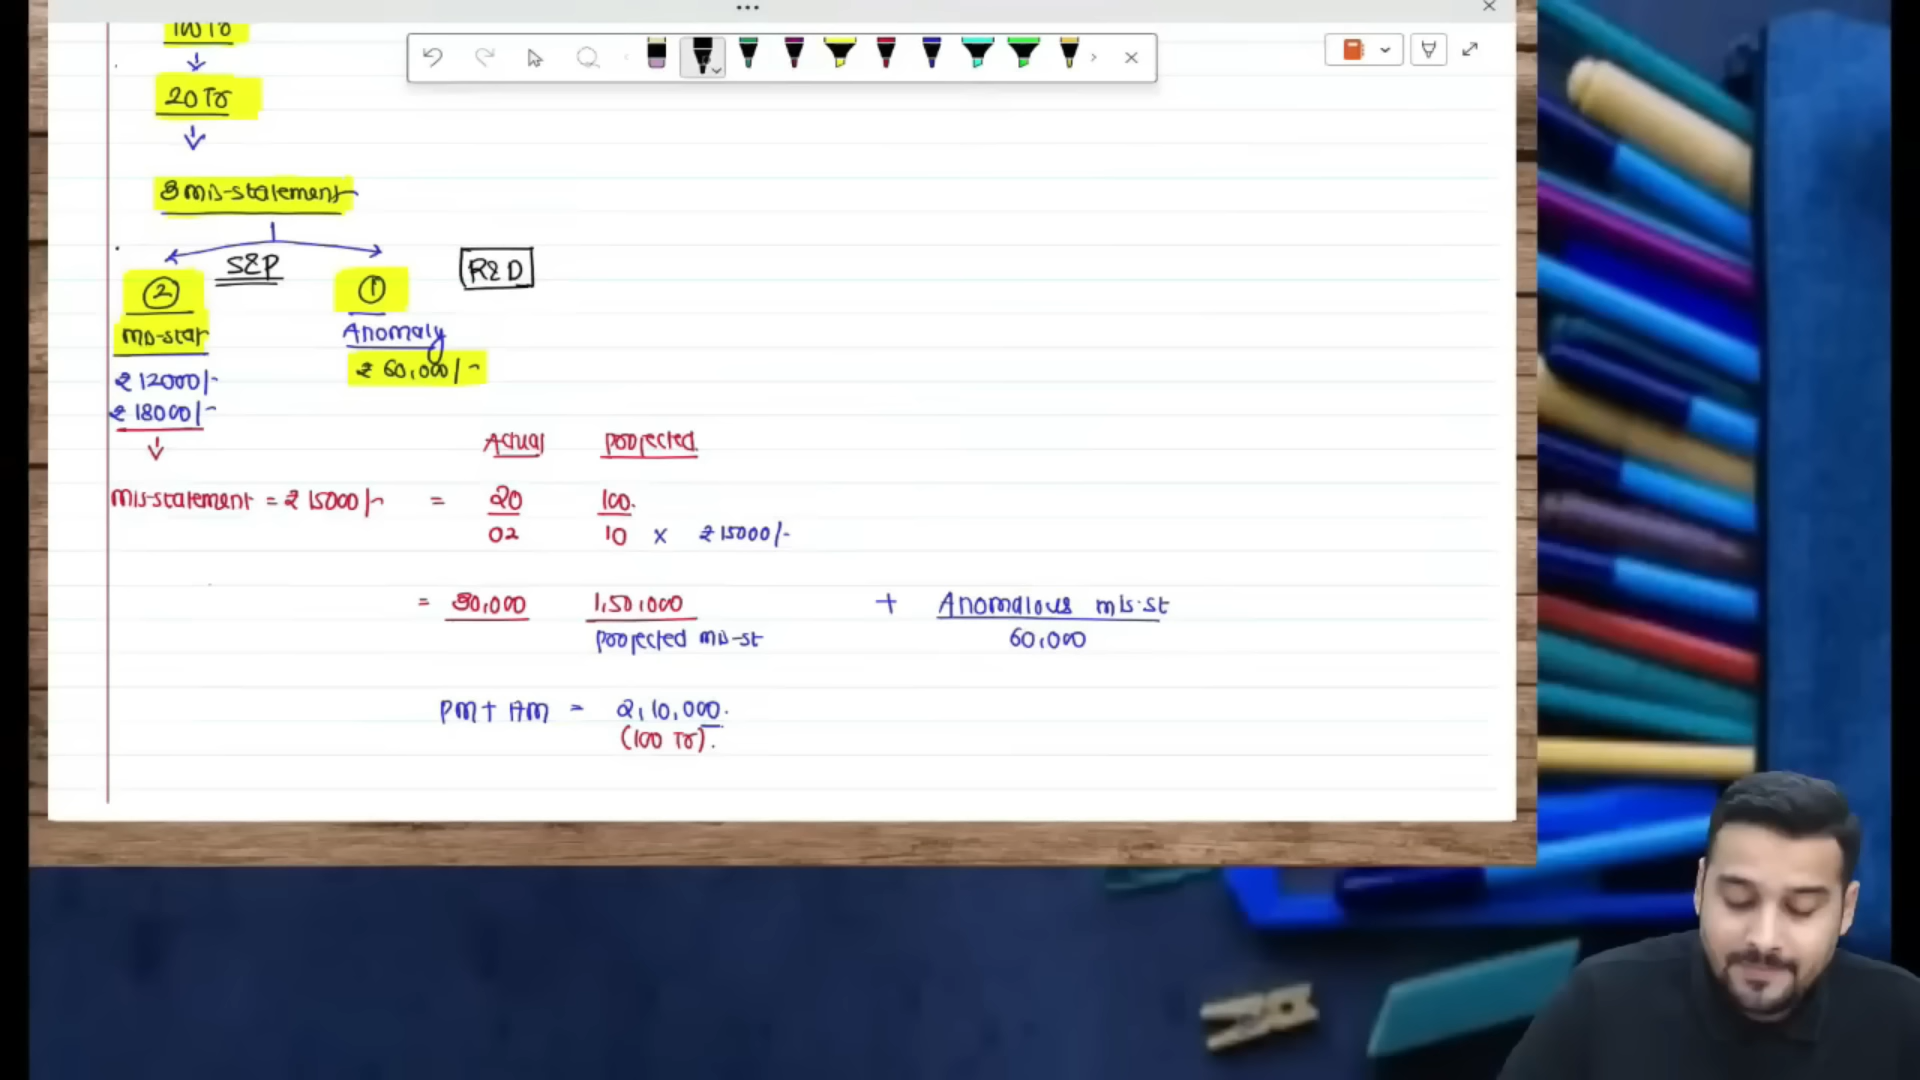 100 Tr
20 Tr
3 mis-statement
S&P
R&D
②
①
mis-stat
Anomaly
₹ 60,000/-
₹ 12000/-
₹ 18000/-
Actual projected
mis-statement = ₹ 15000/- = 20 100.
02 10 x ₹ 15000/-
= 30,000 1,50,000 + Anomalous mis-st
projected mis-st 60,000
PM + AM = 2,10,000.
(100 Tr).